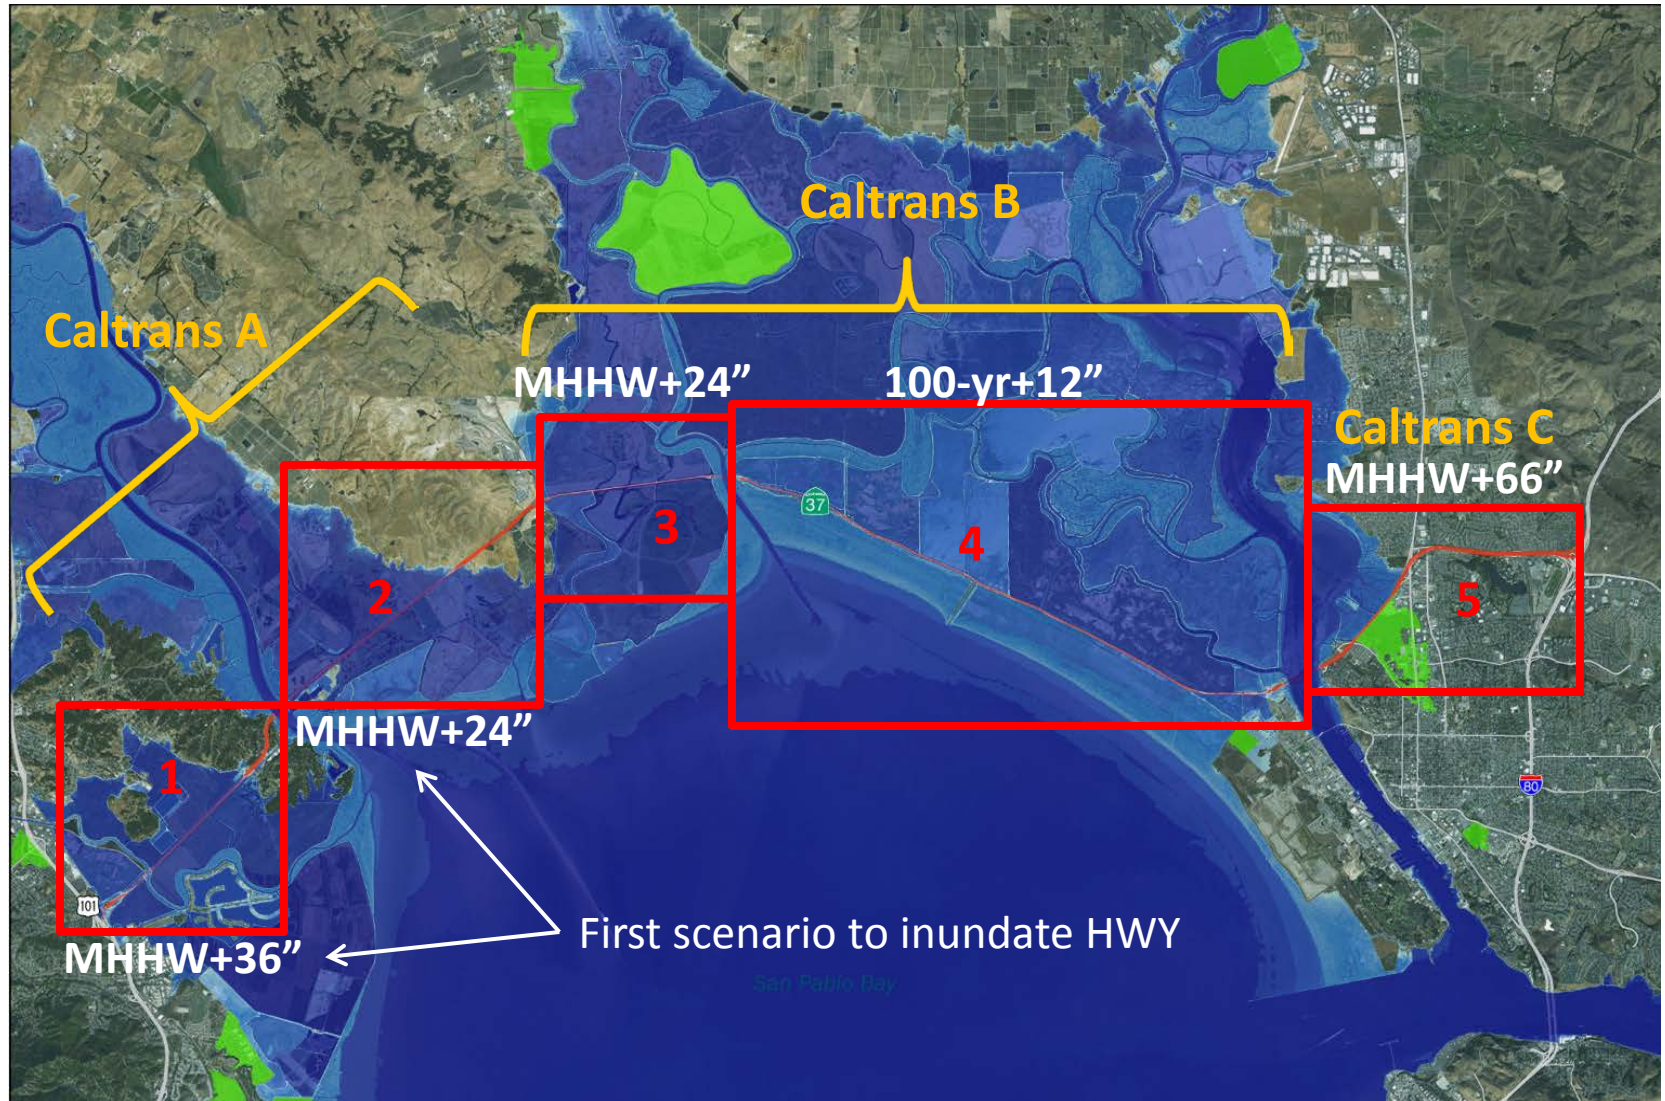 Caltrans B
Caltrans A
MHHW+24”
100-yr+12”
Caltrans C
MHHW+66”
37
3
4
2
5
MHHW+24”
1
80
101
First scenario to inundate HWY
MHHW+36”
San Pablo Bay